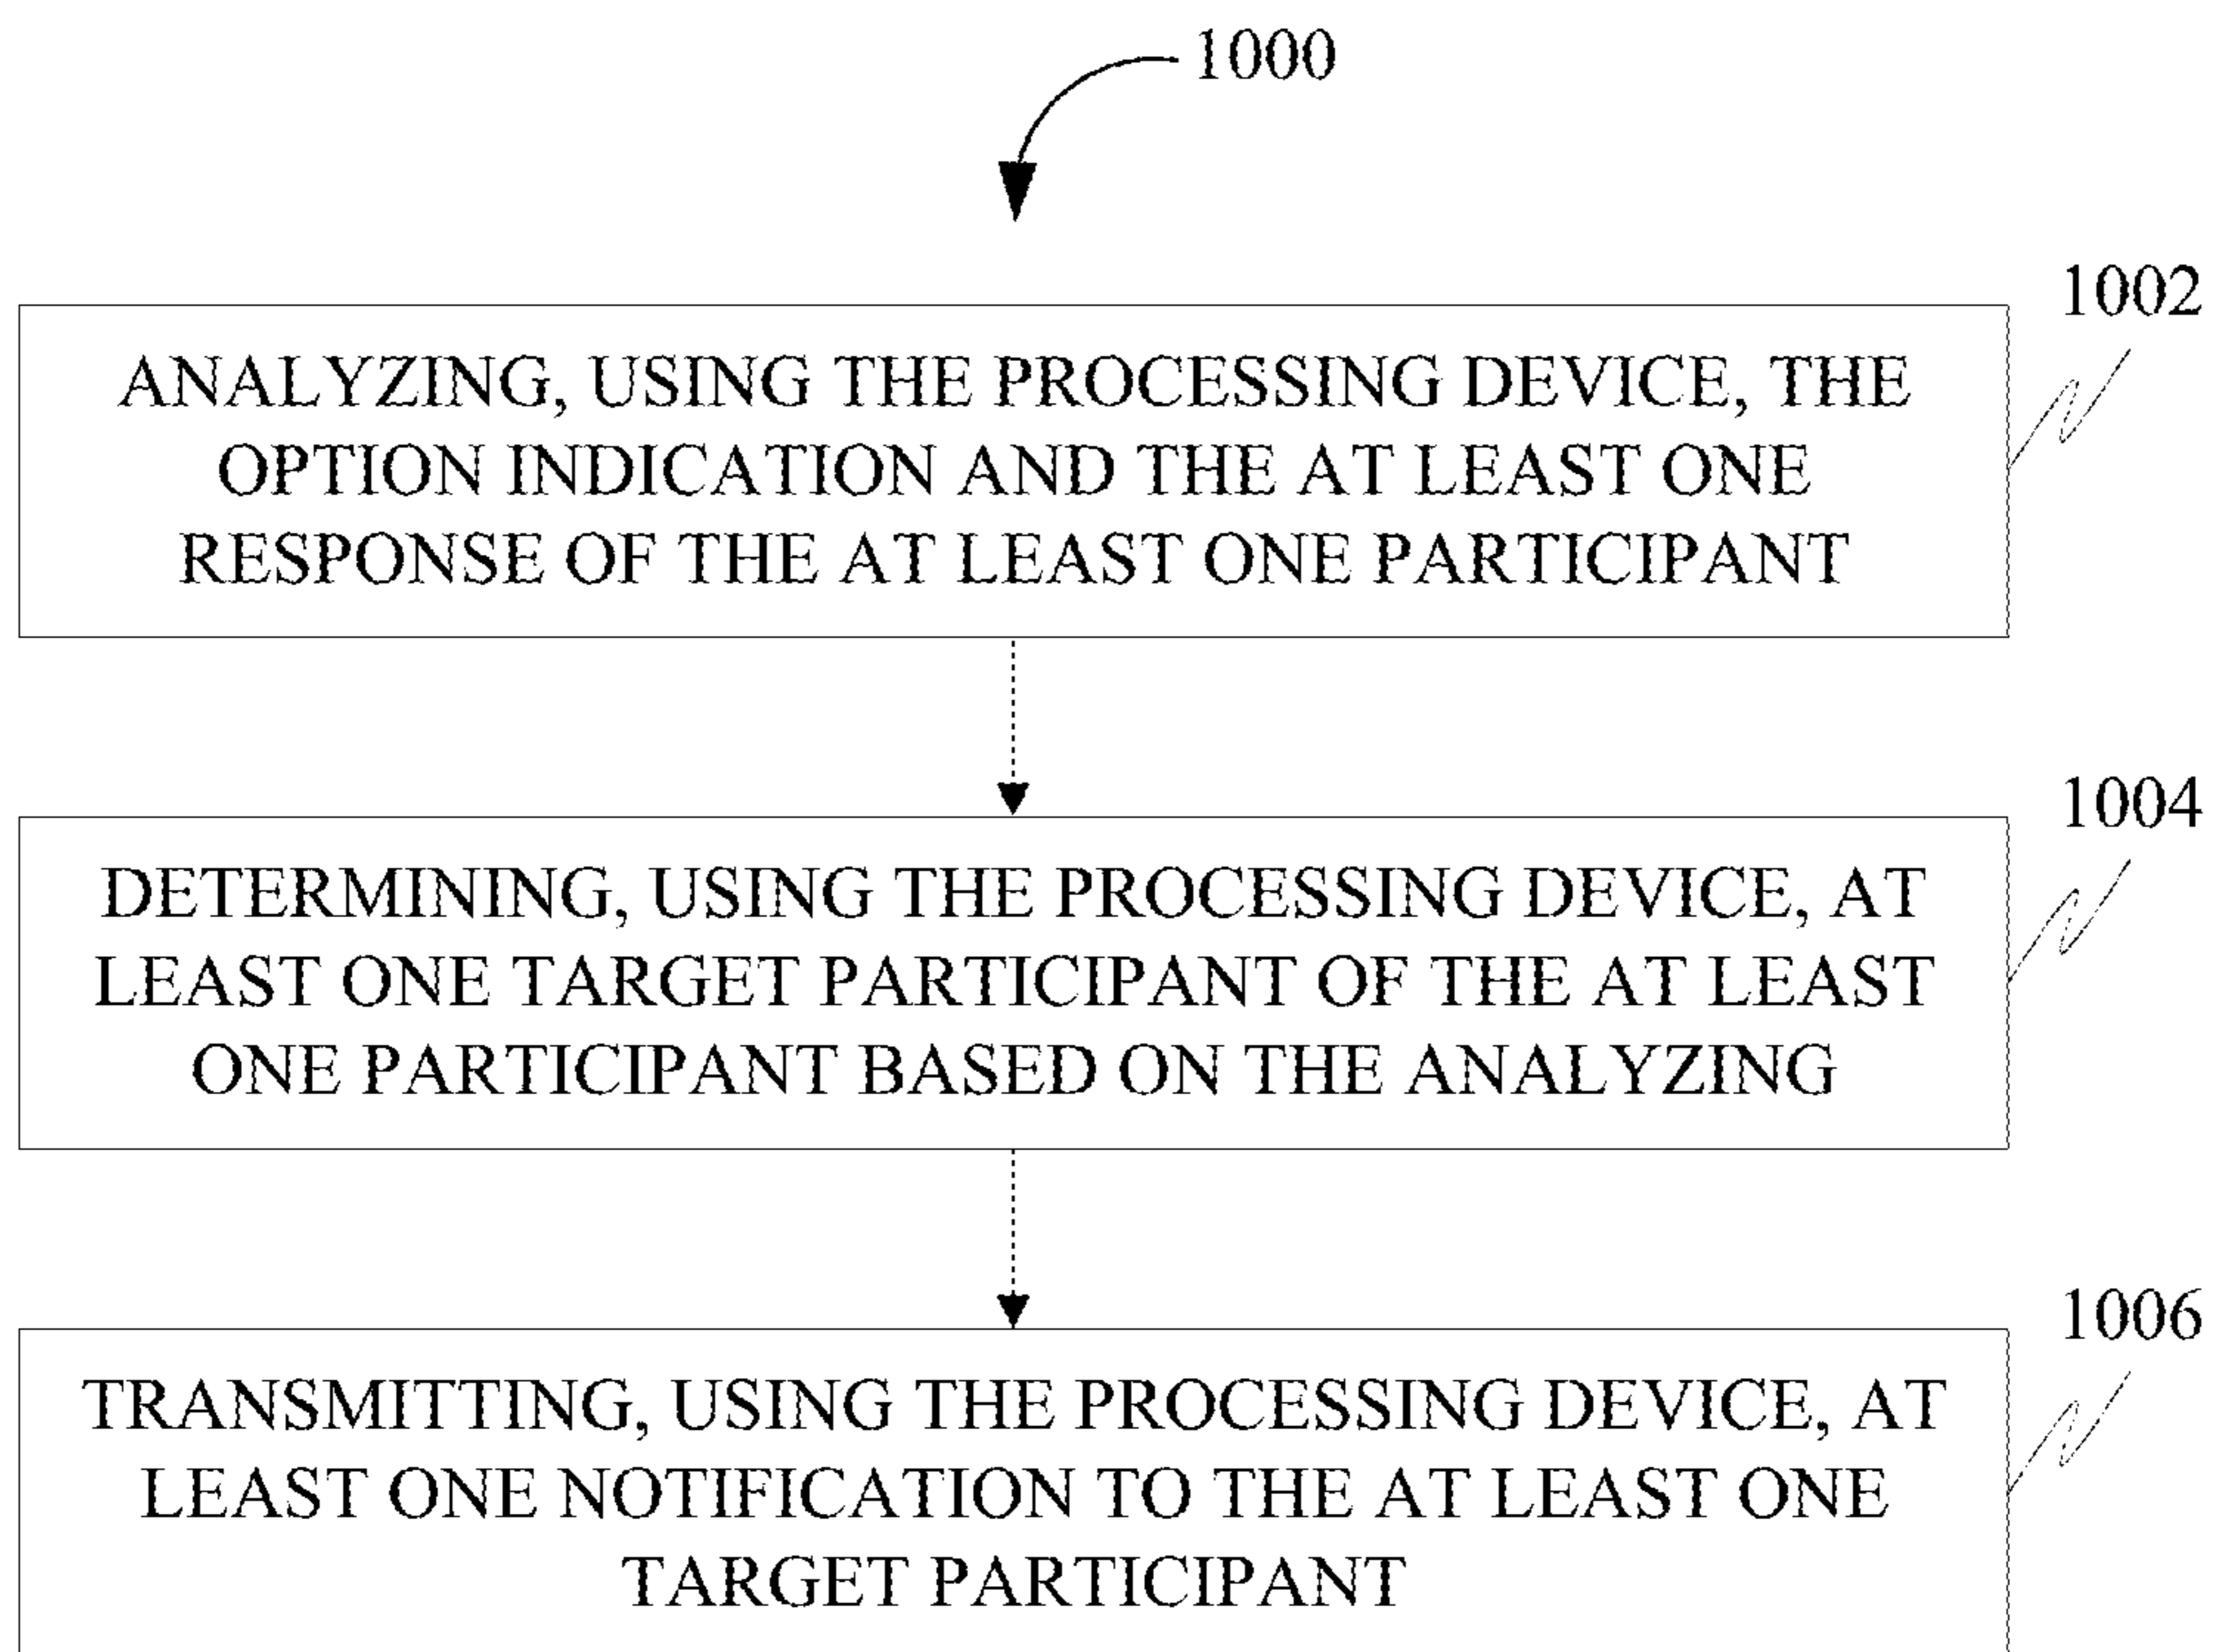 1000
1002
ANALYZING, USING THE PROCESSING DEVICE, THE
OPTION INDICATION AND THE AT LEAST ONE
RESPONSE OF THE AT LEAST ONE PARTICIPANT
1004
DETERMINING, USING THE PROCESSING DEVICE, AT
LEAST ONE TARGET PARTICIPANT OF THE AT LEAST
ONE PARTICIPANT BASED ON THE ANALYZING
1006
TRANSMITTING, USING THE PROCESSING DEVICE, AT
LEAST ONE NOTIFICATION TO THE AT LEAST ONE
TARGET PARTICIPANT